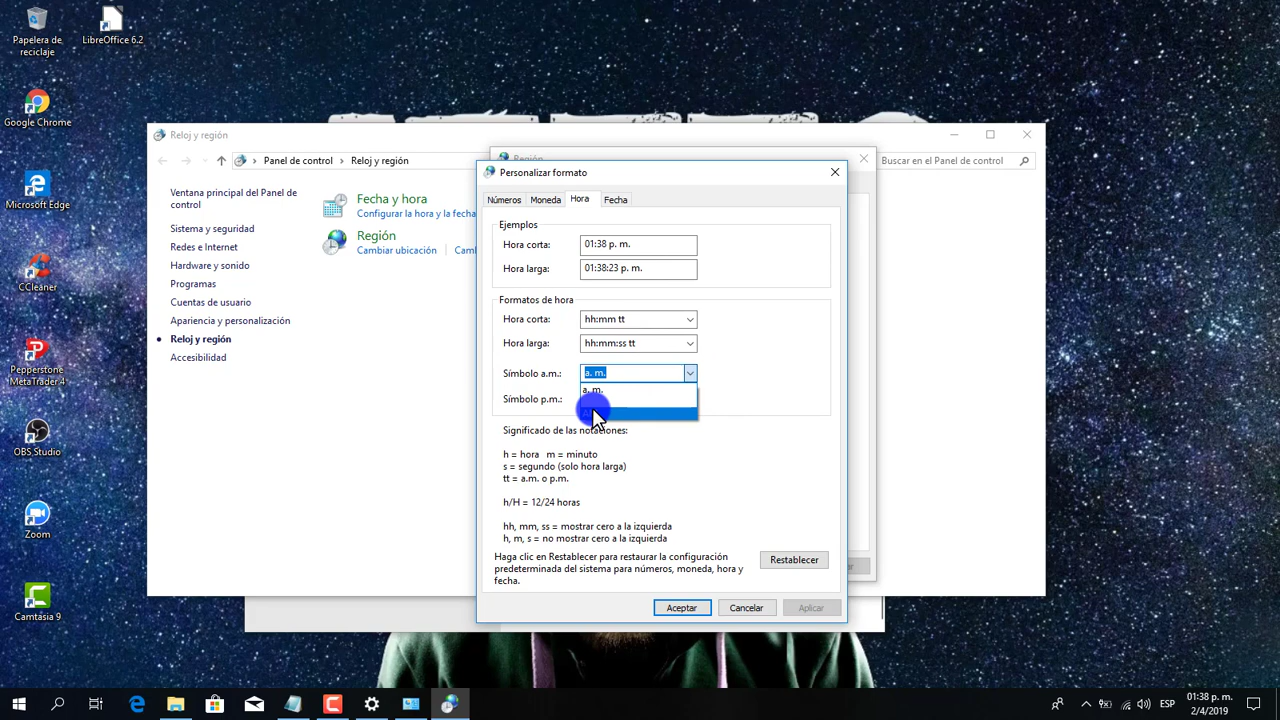 Papelera de
reciclaje
LibreOffice 6.2
Google Chrome
Microsoft Edge
CCleaner
Pepperstone
MetaTrader 4
OBS Studio
Zoom
Camtasia 9
Reloj y región
Panel de control
Reloj y región
Buscar en el Panel de control
Ventana principal del Panel de
control
Sistema y seguridad
Redes e Internet
Hardware y sonido
Programas
Cuentas de usuario
Apariencia y personalización
Reloj y región
Accesibilidad
Fecha y hora
Configurar la hora y la fecha
Región
Cambiar ubicación
Región
Personalizar formato
Números
Moneda
Hora
Fecha
Ejemplos
Hora corta:
01:38 p. m.
Hora larga:
01:38:23 p. m.
Formatos de hora
Hora corta:
hh:mm tt
Hora larga:
hh:mm:ss tt
Símbolo a.m.:
a. m.
a. m.
Símbolo p.m.:
Significado de las notaciones:
h = hora m = minuto
s = segundo (solo hora larga)
tt = a.m. o p.m.
h/H = 12/24 horas
hh, mm, ss = mostrar cero a la izquierda
h, m, s = no mostrar cero a la izquierda
Haga clic en Restablecer para restaurar la configuración
predeterminada del sistema para números, moneda, hora y
fecha.
Restablecer
Aceptar
Cancelar
Aplicar
ESP
01:38 p. m.
2/4/2019